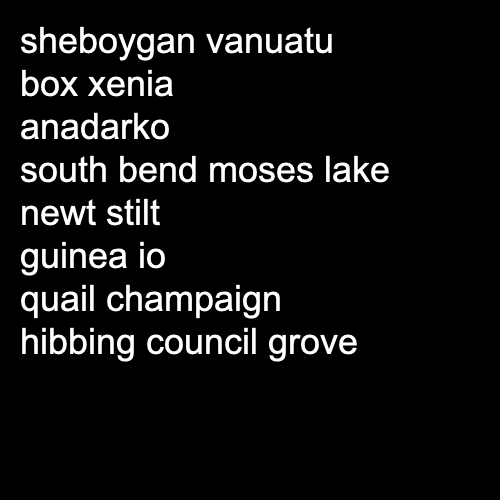 sheboygan vanuatu
box xenia
anadarko
south bend moses lake
newt stilt
guinea io
quail champaign
hibbing council grove